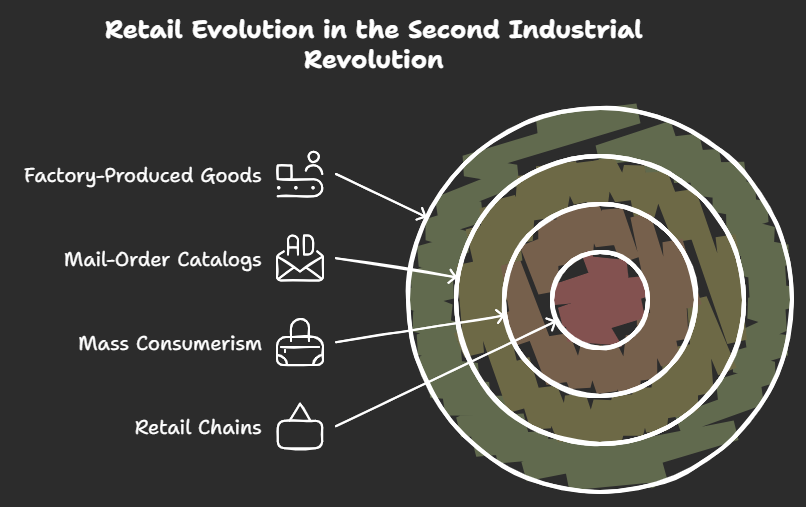 Retail Evolution in the Second Industrial
Revolution
Factory-Produced Goods
AD
Mail-Order Catalogs
Mass Consumerism
Retail Chains